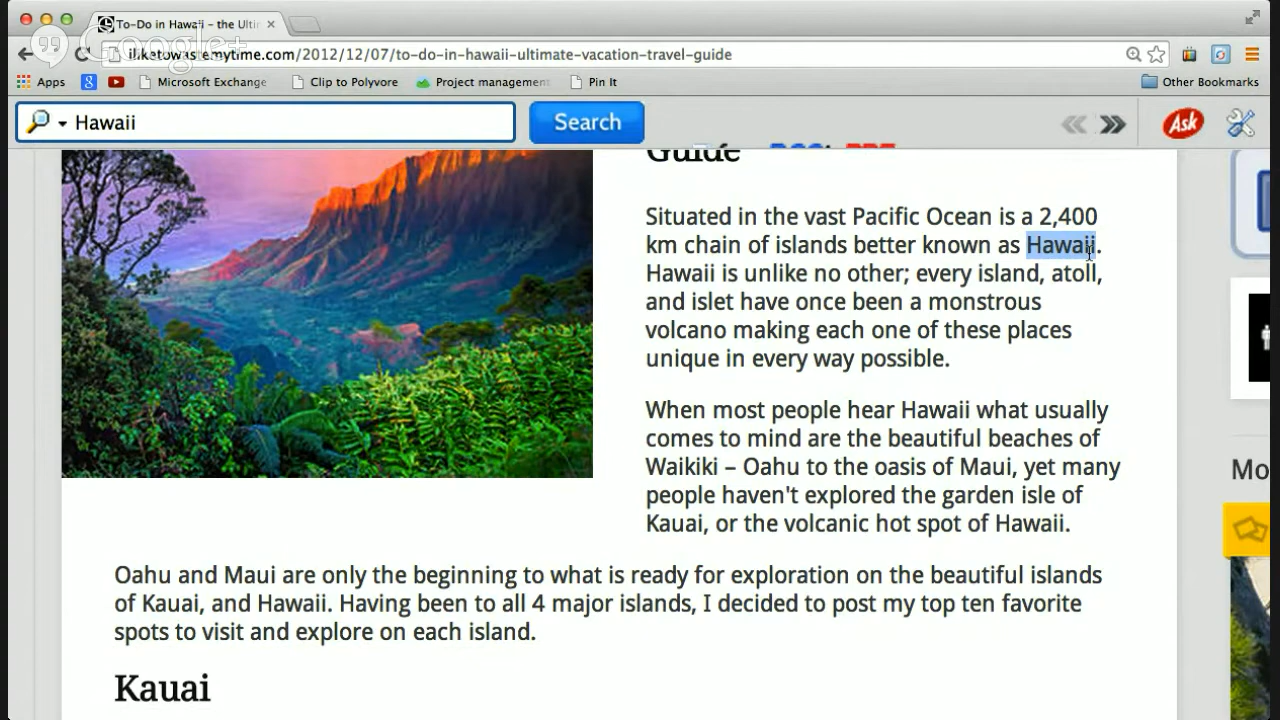 To-Do in Hawaii - the Ulti
Google+
iliketowastemytime.com/2012/12/07/to-do-in-hawaii-ultimate-vacation-travel-guide
Apps Microsoft Exchange Clip to Polyvore Project management Pin It Other Bookmarks
Hawaii Search Ask
Guide
Situated in the vast Pacific Ocean is a 2,400
km chain of islands better known as Hawaii.
Hawaii is unlike no other; every island, atoll,
and islet have once been a monstrous
volcano making each one of these places
unique in every way possible.
When most people hear Hawaii what usually
comes to mind are the beautiful beaches of
Waikiki – Oahu to the oasis of Maui, yet many
people haven't explored the garden isle of
Kauai, or the volcanic hot spot of Hawaii.
Mo
Oahu and Maui are only the beginning to what is ready for exploration on the beautiful islands
of Kauai, and Hawaii. Having been to all 4 major islands, I decided to post my top ten favorite
spots to visit and explore on each island.
Kauai